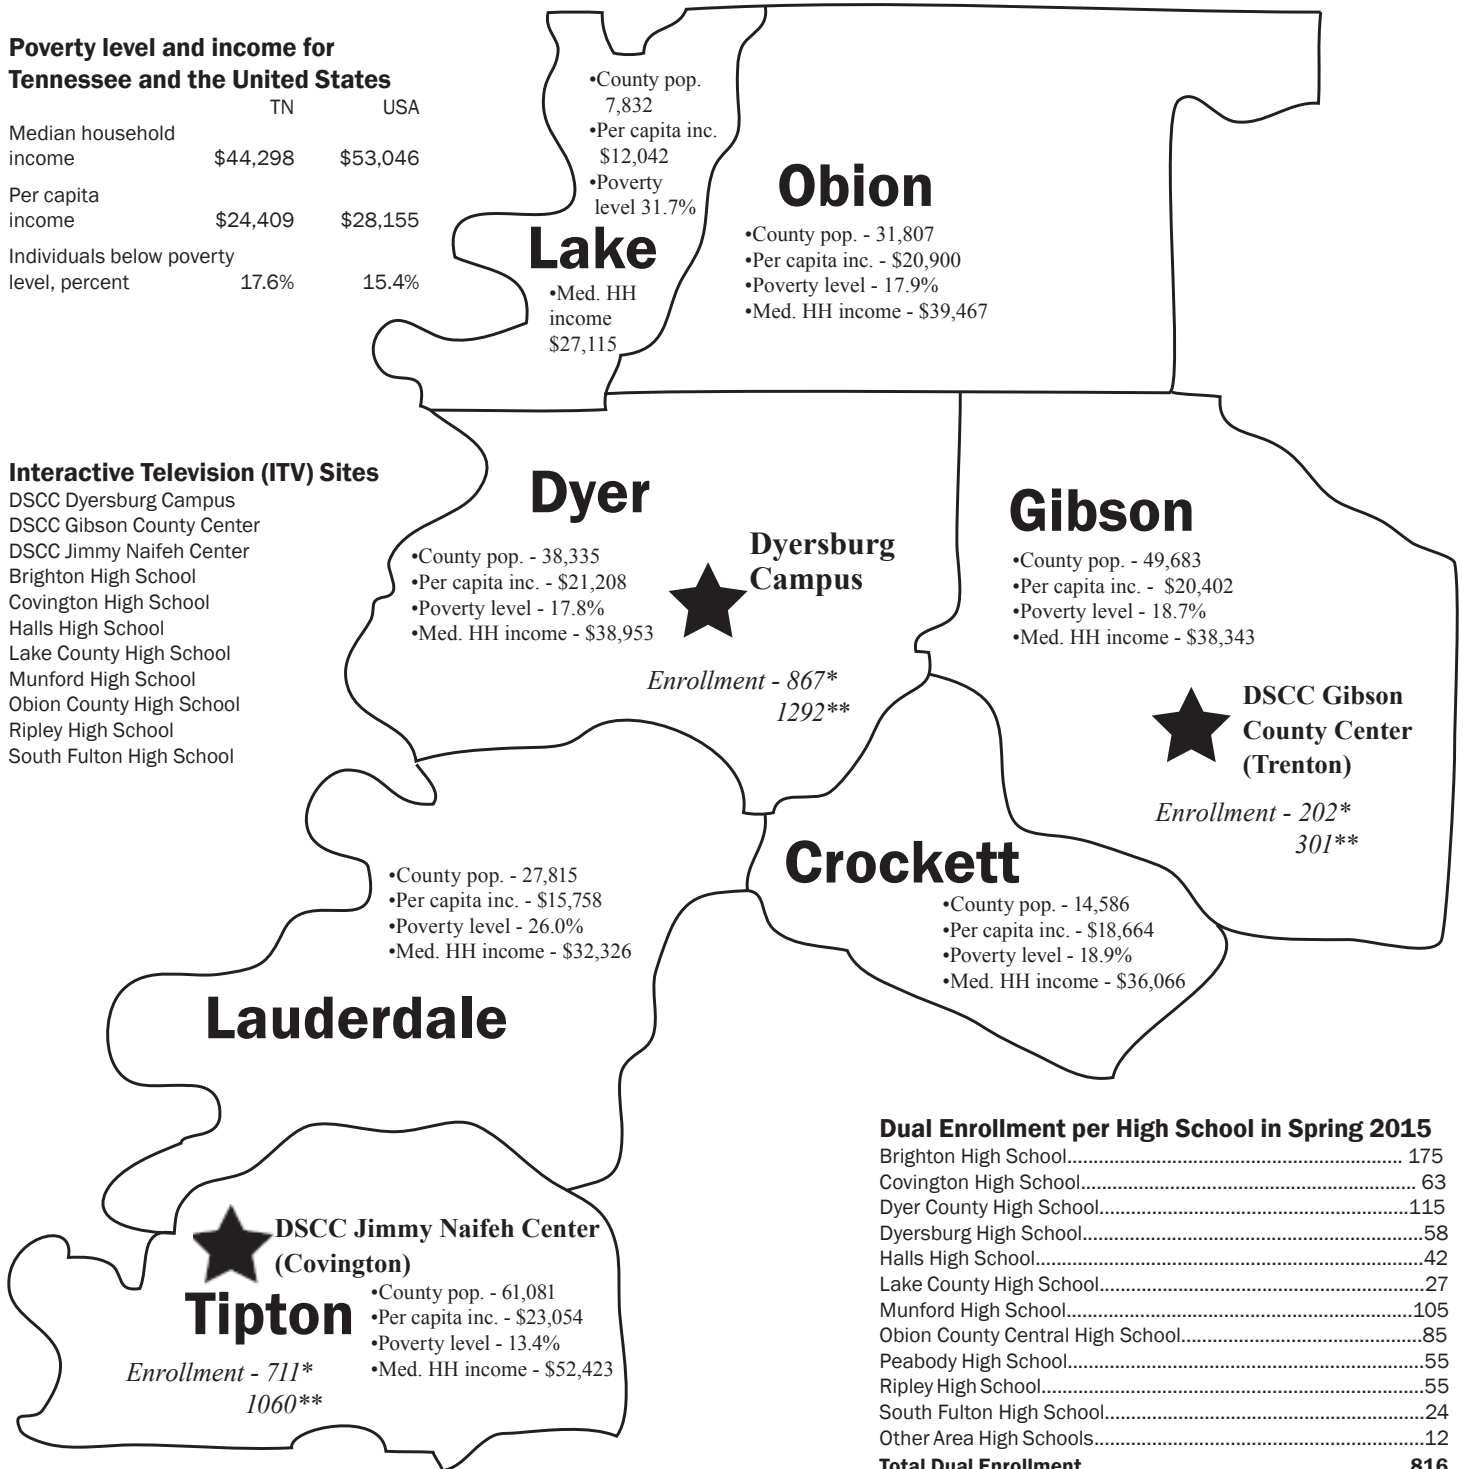 Poverty level and income for
Tennessee and the United States
TN USA
Median household
income $44,298 $53,046
Per capita
income $24,409 $28,155
Individuals below poverty
level, percent 17.6% 15.4%
•County pop.
7,832
•Per capita inc.
$12,042
•Poverty
level 31.7%
Lake
•Med. HH
income
$27,115
Obion
•County pop. - 31,807
•Per capita inc. - $20,900
•Poverty level - 17.9%
•Med. HH income - $39,467
Interactive Television (ITV) Sites
DSCC Dyersburg Campus
DSCC Gibson County Center
DSCC Jimmy Naifeh Center
Brighton High School
Covington High School
Halls High School
Lake County High School
Munford High School
Obion County High School
Ripley High School
South Fulton High School
Dyer
•County pop. - 38,335
•Per capita inc. - $21,208
•Poverty level - 17.8%
•Med. HH income - $38,953
Dyersburg
Campus
Enrollment - 867*
1292**
Gibson
•County pop. - 49,683
•Per capita inc. - $20,402
•Poverty level - 18.7%
•Med. HH income - $38,343
DSCC Gibson
County Center
(Trenton)
Enrollment - 202*
301**
Crockett
•County pop. - 14,586
•Per capita inc. - $18,664
•Poverty level - 18.9%
•Med. HH income - $36,066
•County pop. - 27,815
•Per capita inc. - $15,758
•Poverty level - 26.0%
•Med. HH income - $32,326
Lauderdale
DSCC Jimmy Naifeh Center
(Covington)
Tipton
•County pop. - 61,081
•Per capita inc. - $23,054
•Poverty level - 13.4%
•Med. HH income - $52,423
Enrollment - 711*
1060**
Dual Enrollment per High School in Spring 2015
Brighton High School............................................................. 175
Covington High School............................................................. 63
Dyer County High School.........................................................115
Dyersburg High School..............................................................58
Halls High School.......................................................................42
Lake County High School...........................................................27
Munford High School...............................................................105
Obion County Central High School............................................85
Peabody High School.................................................................55
Ripley High School......................................................................55
South Fulton High School..........................................................24
Other Area High Schools............................................................12
Total Dual Enrollment 816